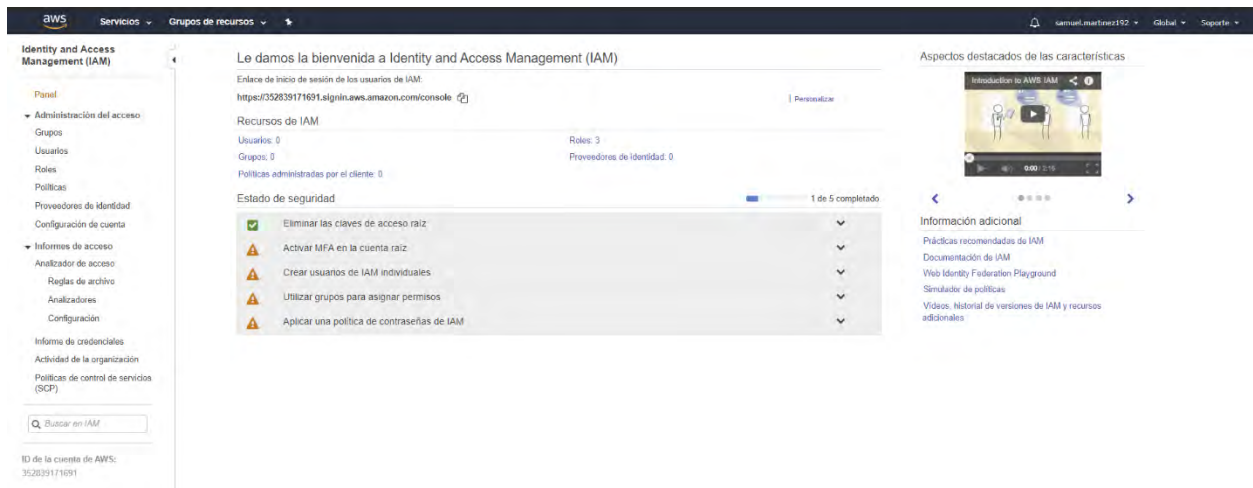 aws
Servicios
Grupos de recursos
samuel.martinez192
Global
Soporte
Identity and Access
Management (IAM)
Panel
Administración del acceso
Grupos
Usuarios
Roles
Políticas
Proveedores de identidad
Configuración de cuenta
Informes de acceso
Analizador de acceso
Reglas de archivo
Analizadores
Configuración
Informe de credenciales
Actividad de la organización
Políticas de control de servicios
(SCP)
Buscar en IAM
ID de la cuenta de AWS:
352839171691
Le damos la bienvenida a Identity and Access Management (IAM)
Enlace de inicio de sesión de los usuarios de IAM:
https://352839171691.signin.aws.amazon.com/console
Personalizar
Recursos de IAM
Usuarios: 0
Roles: 3
Grupos: 0
Proveedores de identidad: 0
Políticas administradas por el cliente: 0
Estado de seguridad
1 de 5 completado
Eliminar las claves de acceso raíz
Activar MFA en la cuenta raíz
Crear usuarios de IAM individuales
Utilizar grupos para asignar permisos
Aplicar una política de contraseñas de IAM
Aspectos destacados de las características
Introduction to AWS IAM
0:00 / 2:15
Información adicional
Prácticas recomendadas de IAM
Documentación de IAM
Web Identity Federation Playground
Simulador de políticas
Vídeos, historial de versiones de IAM y recursos
adicionales